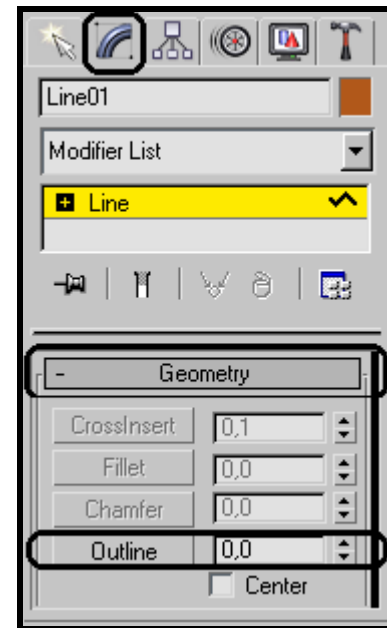 Line01
Modifier List
Line
- Geometry
CrossInsert 0,1
Fillet 0,0
Chamfer 0,0
Outline 0,0
Center